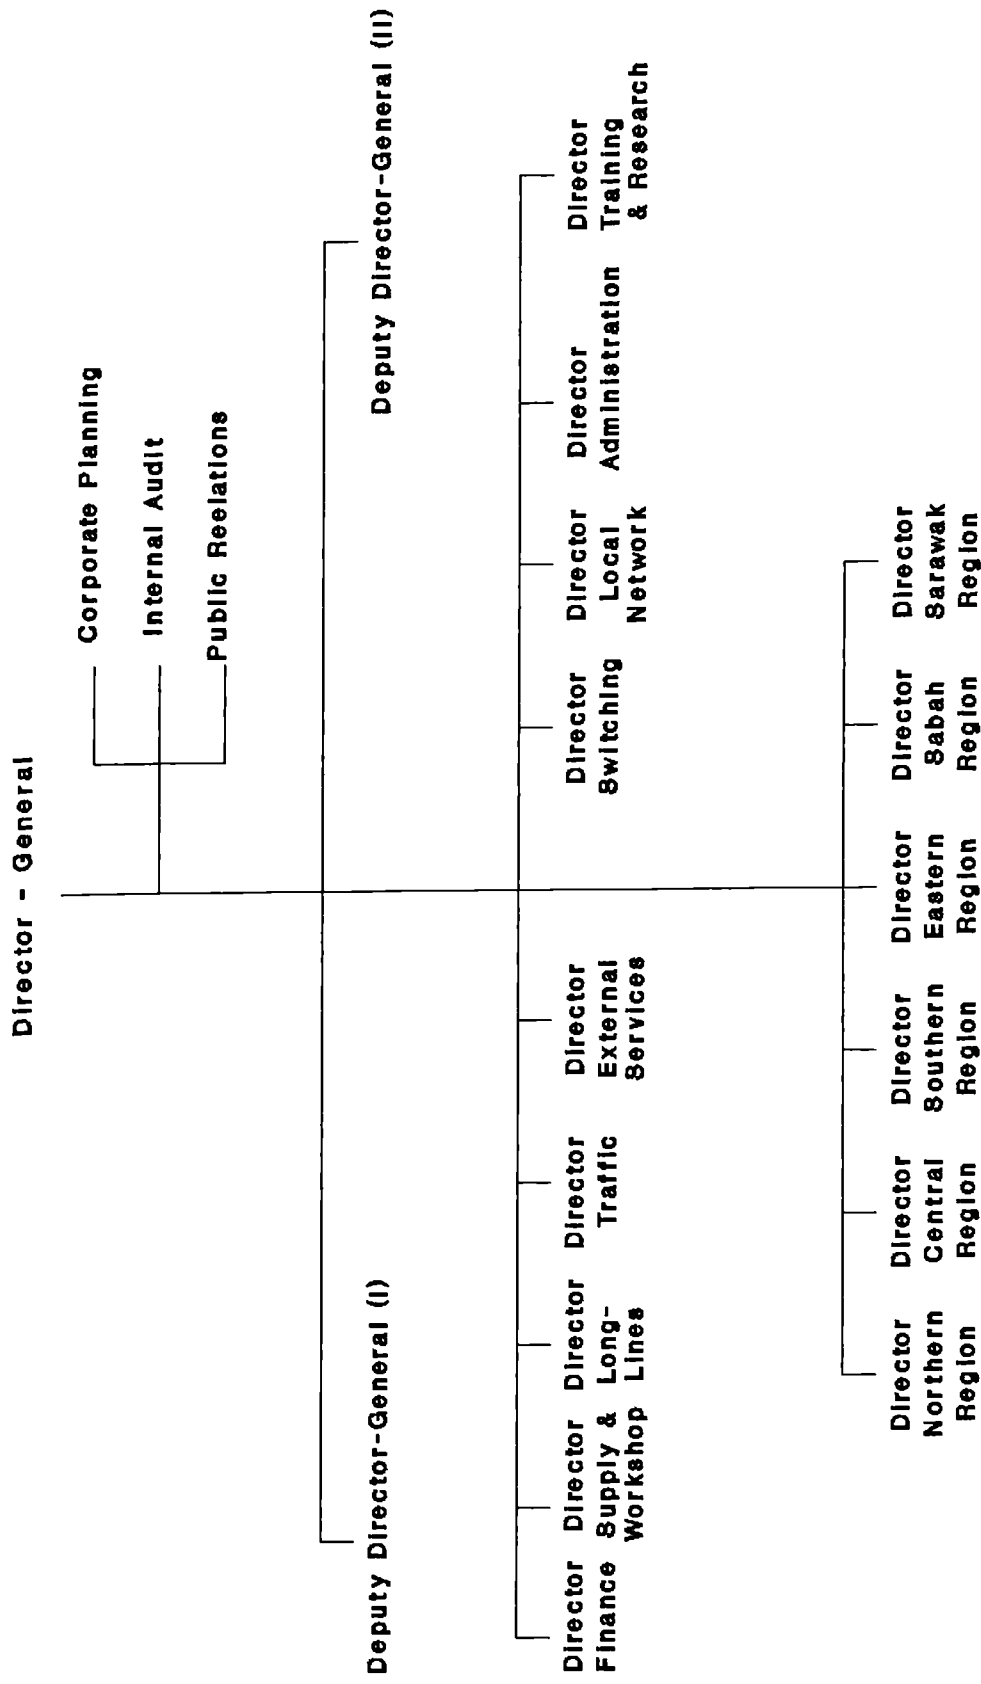 Director - General
Corporate Planning
Internal Audit
Public Reelations
Deputy Director-General (I)
Deputy Director-General (II)
Director
Finance
Director
Supply &
Workshop
Director
Long-
Lines
Director
Traffic
Director
External
Services
Director
Switching
Director
Local
Network
Director
Administration
Director
Training
& Research
Director
Northern
Region
Director
Central
Region
Director
Southern
Region
Director
Eastern
Region
Director
Sabah
Region
Director
Sarawak
Region